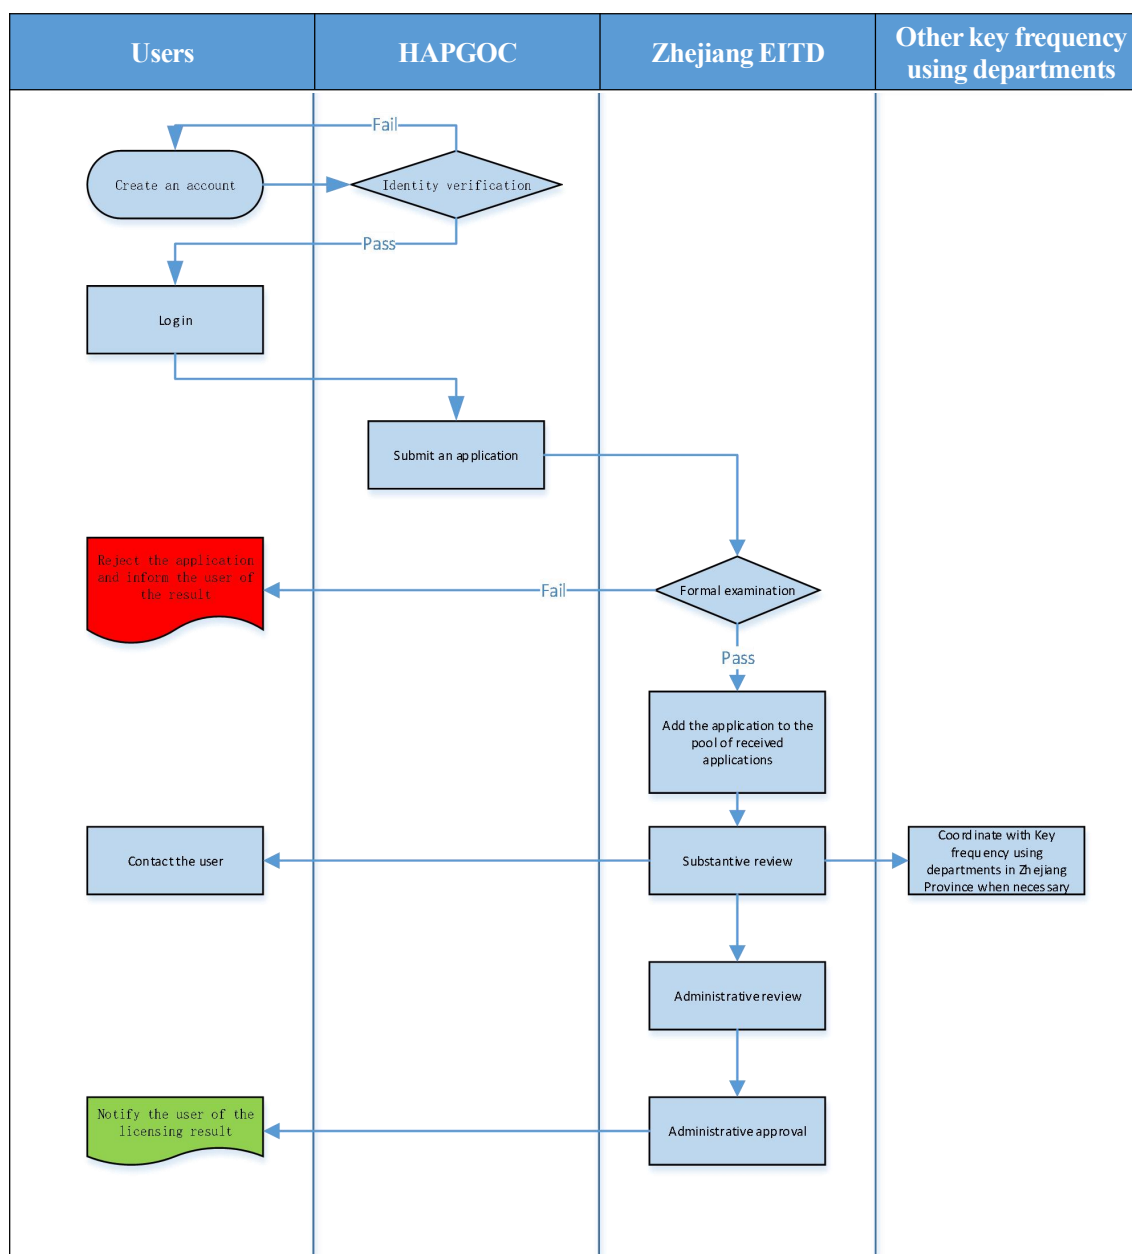 Users
HAPGOC
Zhejiang EITD
Other key frequency
using departments
Fail
Create an account
Identity verification
Pass
Login
Submit an application
Reject the application
and inform the user of
the result
Fail
Formal examination
Pass
Add the application to the
pool of received
applications
Contact the user
Substantive review
Coordinate with Key
frequency using
departments in Zhejiang
Province when necessary
Administrative review
Notify the user of the
licensing result
Administrative approval